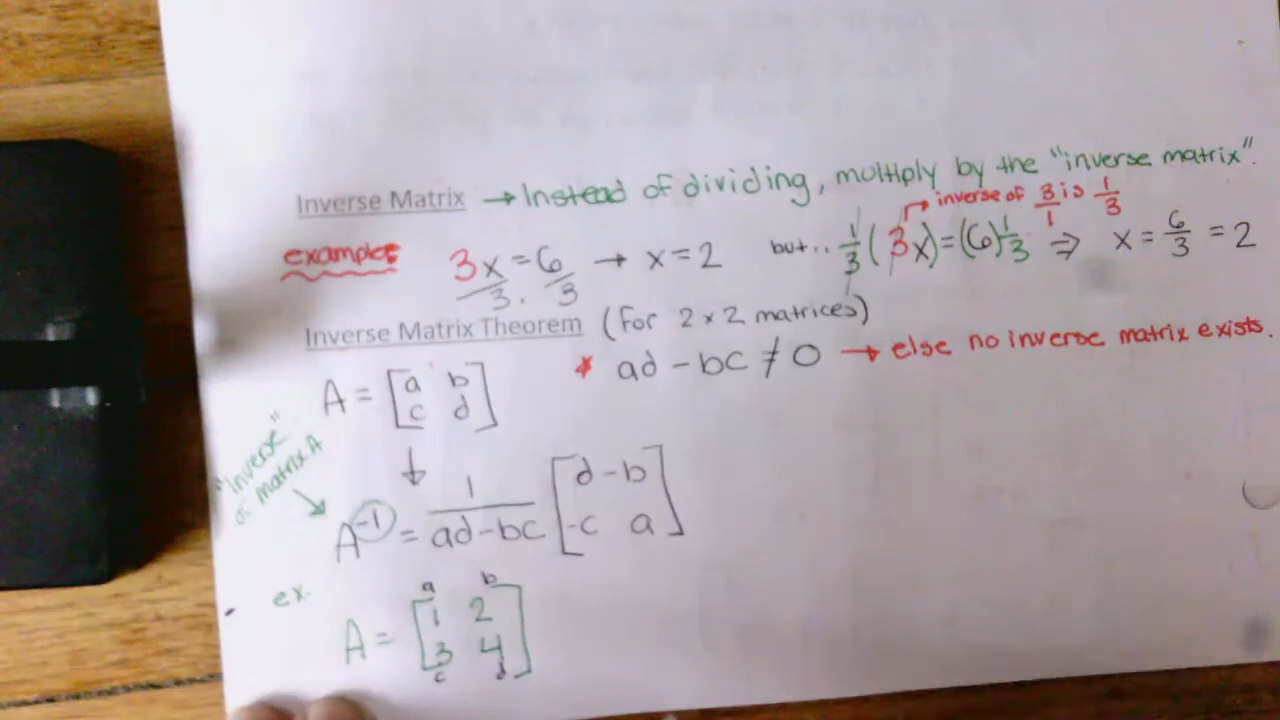 Inverse Matrix → Instead of dividing, multiply by the "inverse matrix".
inverse of 3/1 is 1/3
examples 3x/3 = 6/3 → x = 2 but.. 1/3(3x) = (6)1/3 ⇒ x = 6/3 = 2
Inverse Matrix Theorem (for 2x2 matrices)
* ad - bc ≠ 0 → else no inverse matrix exists.
A = [a b
c d]
"Inverse"
of matrix A
↓
A^-1 = 1/(ad-bc) [d -b
-c a]
ex.
a b
A = [1 2
3 4]
c d